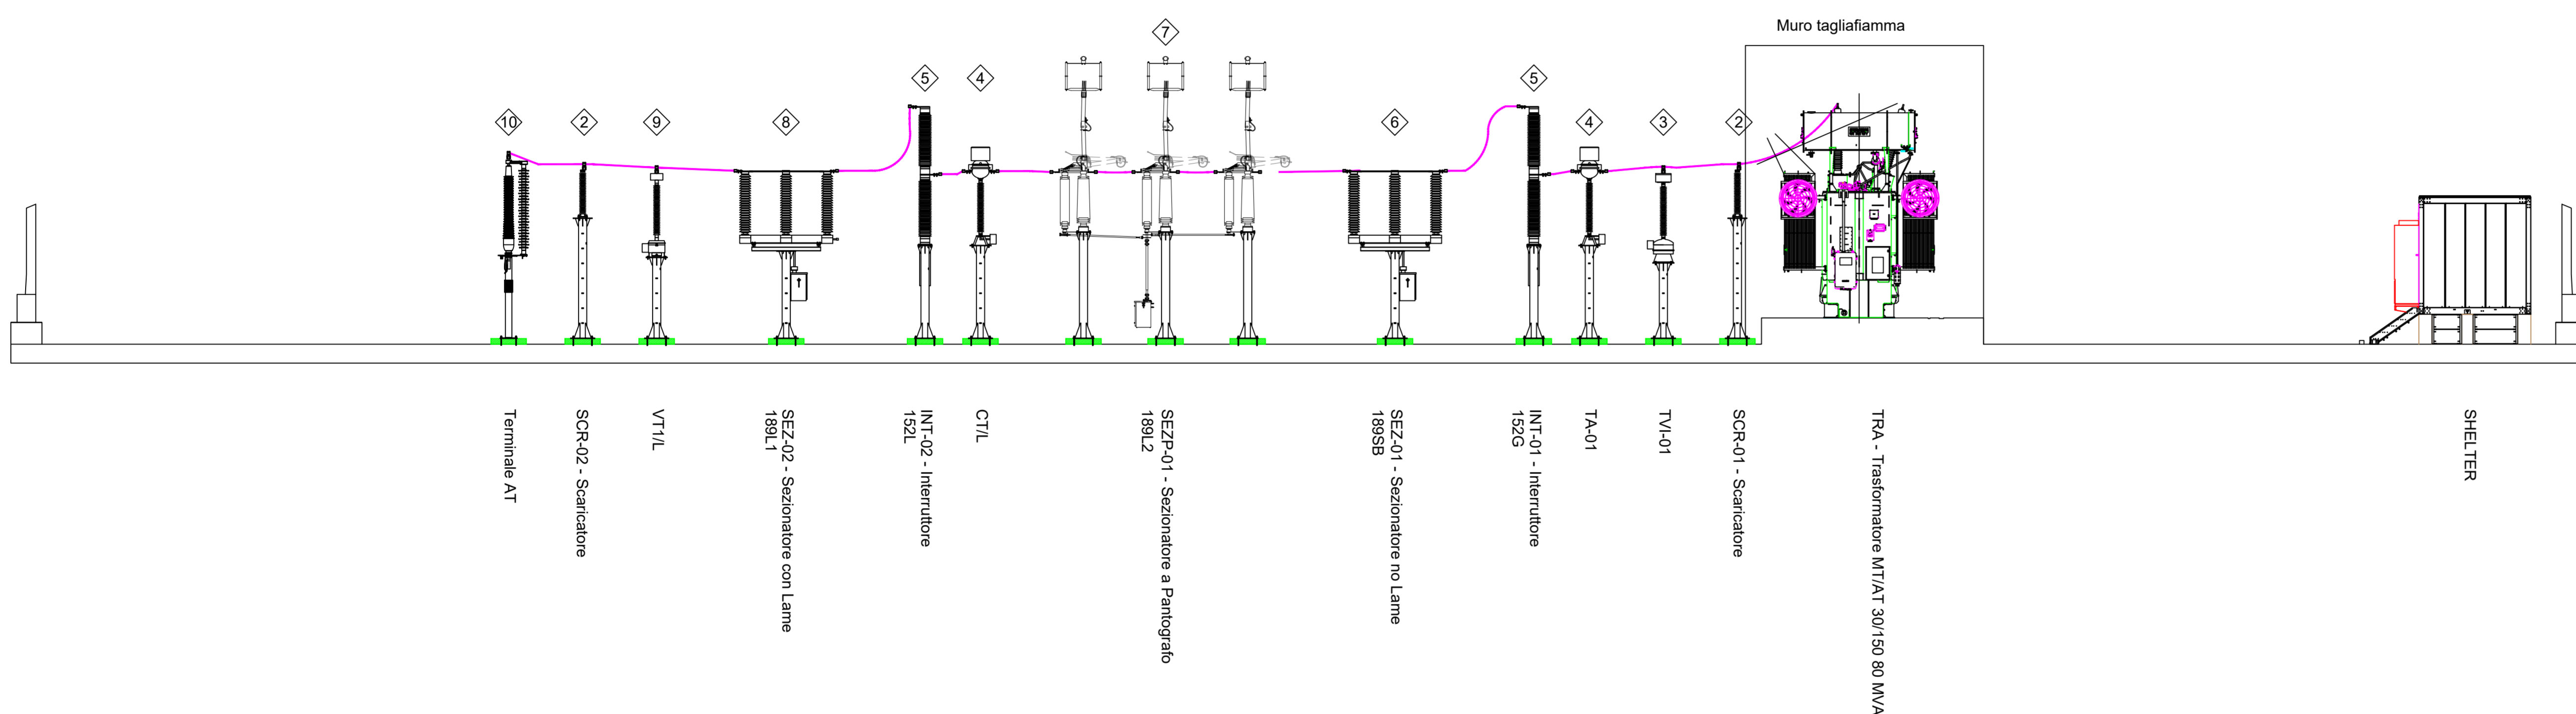 Muro tagliafiamma
7
5
4
5
10
2
9
8
6
4
3
2
Terminale AT
SCR-02 - Scaricatore
VT1/L
SEZ-02 - Sezionatore con Lame
189L1
INT-02 - Interruttore
152L
CT/L
SEZP-01 - Sezionatore a Pantografo
189L2
SEZ-01 - Sezionatore no Lame
189SB
INT-01 - Interruttore
152G
TA-01
TVI-01
SCR-01 - Scaricatore
TRA - Trasformatore MT/AT 30/150 80 MVA
SHELTER